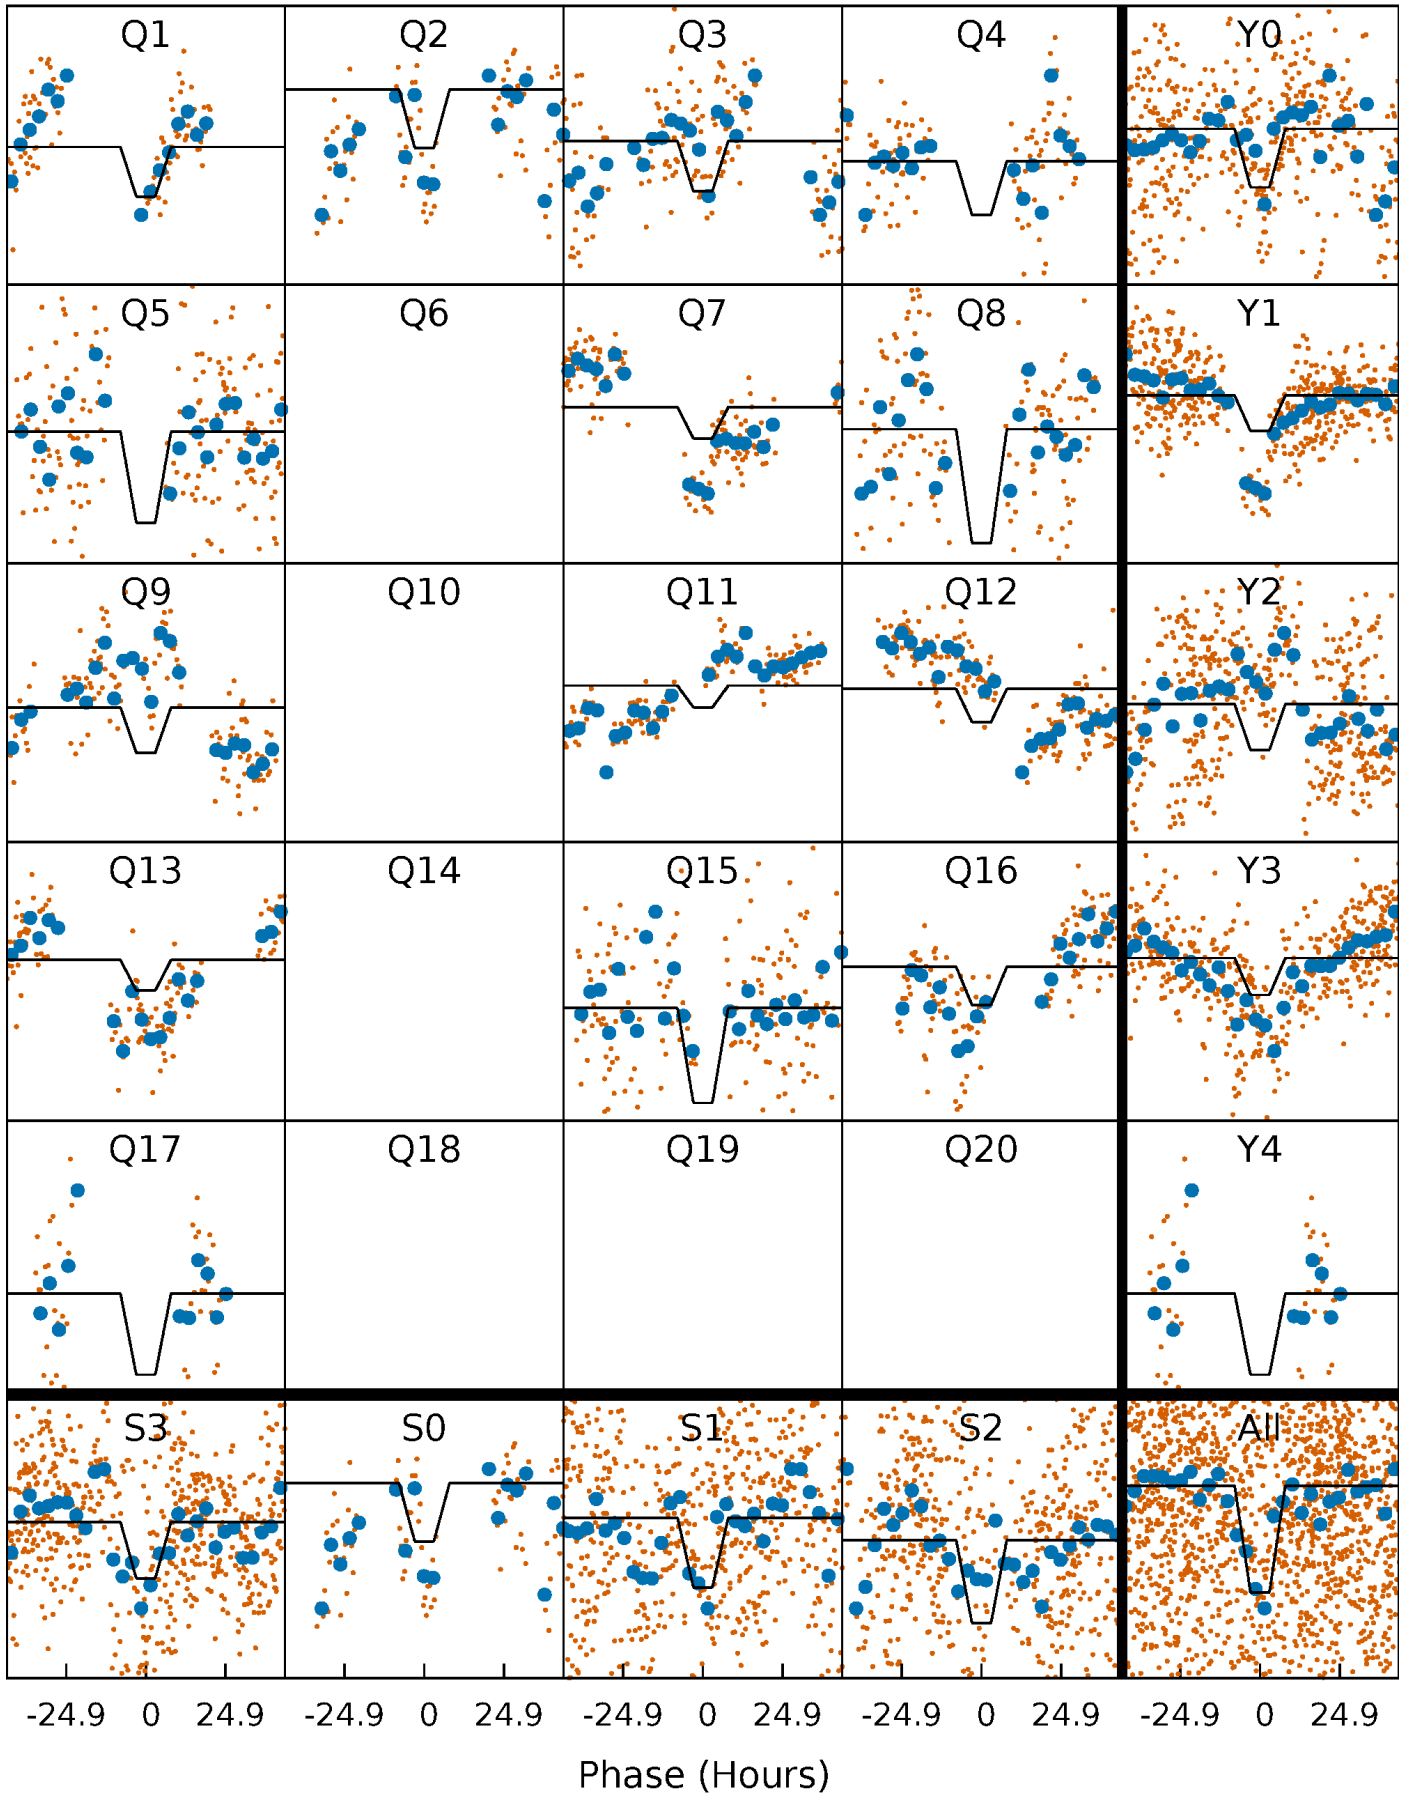 Q1 Q2 Q3 Q4 Y0
Q5 Q6 Q7 Q8 Y1
Q9 Q10 Q11 Q12 Y2
Q13 Q14 Q15 Q16 Y3
Q17 Q18 Q19 Q20 Y4
S3 S0 S1 S2 All
-24.9 0 24.9 -24.9 0 24.9 -24.9 0 24.9 -24.9 0 24.9 -24.9 0 24.9
Phase (Hours)